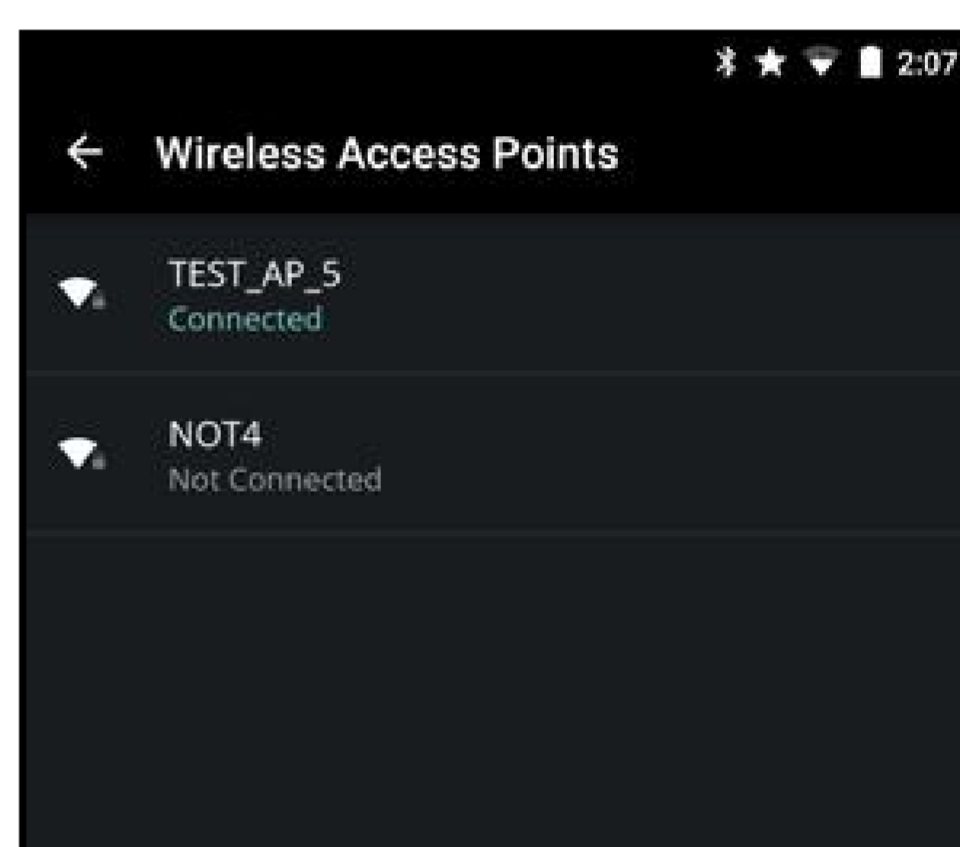 2:07
Wireless Access Points
TEST_AP_5
Connected
NOT4
Not Connected